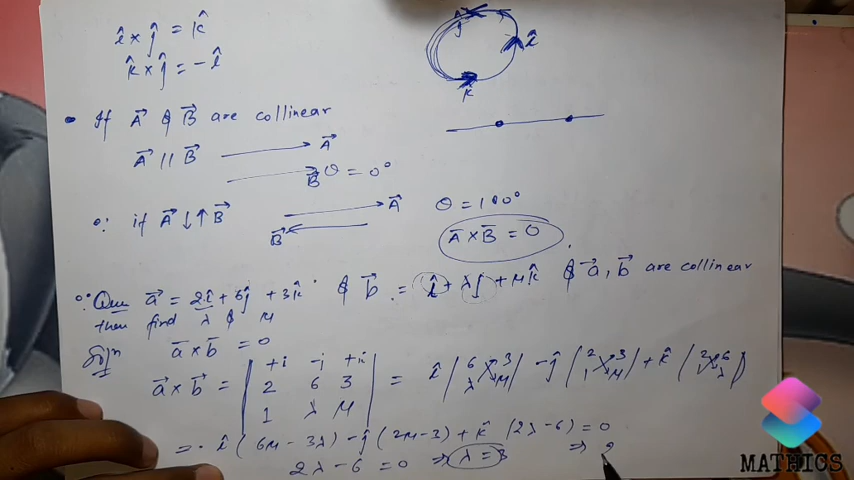 î × ĵ = k̂
k̂ × ĵ = -î
ĵ
î
k̂
• If A⃗ & B⃗ are collinear
A⃗ || B⃗
A⃗
B⃗
θ = 0°
•: if A⃗ ↓↑ B⃗
A⃗
B⃗
θ = 180°
A̅ × B̅ = 0
Que a⃗ = 2î + 6ĵ + 3k̂ & b⃗ = î + λĵ + μk̂ & a⃗, b⃗ are collinear
then find λ & μ
Solⁿ a̅ × b̅ = 0
a⃗ × b⃗ = | +i -j +k | = î ( 6 3 λ μ ) - ĵ ( 2 3 1 μ ) + k̂ ( 2 6 1 λ )
2 6 3
1 λ μ
= î (6μ - 3λ) - ĵ (2μ - 3) + k̂ (2λ - 6) = 0
2λ - 6 = 0 ⇒ λ = 3 ⇒ 2
MATHICS